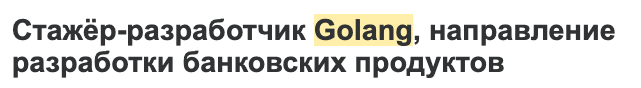 Стажёр-разработчик Golang, направление
разработки банковских продуктов